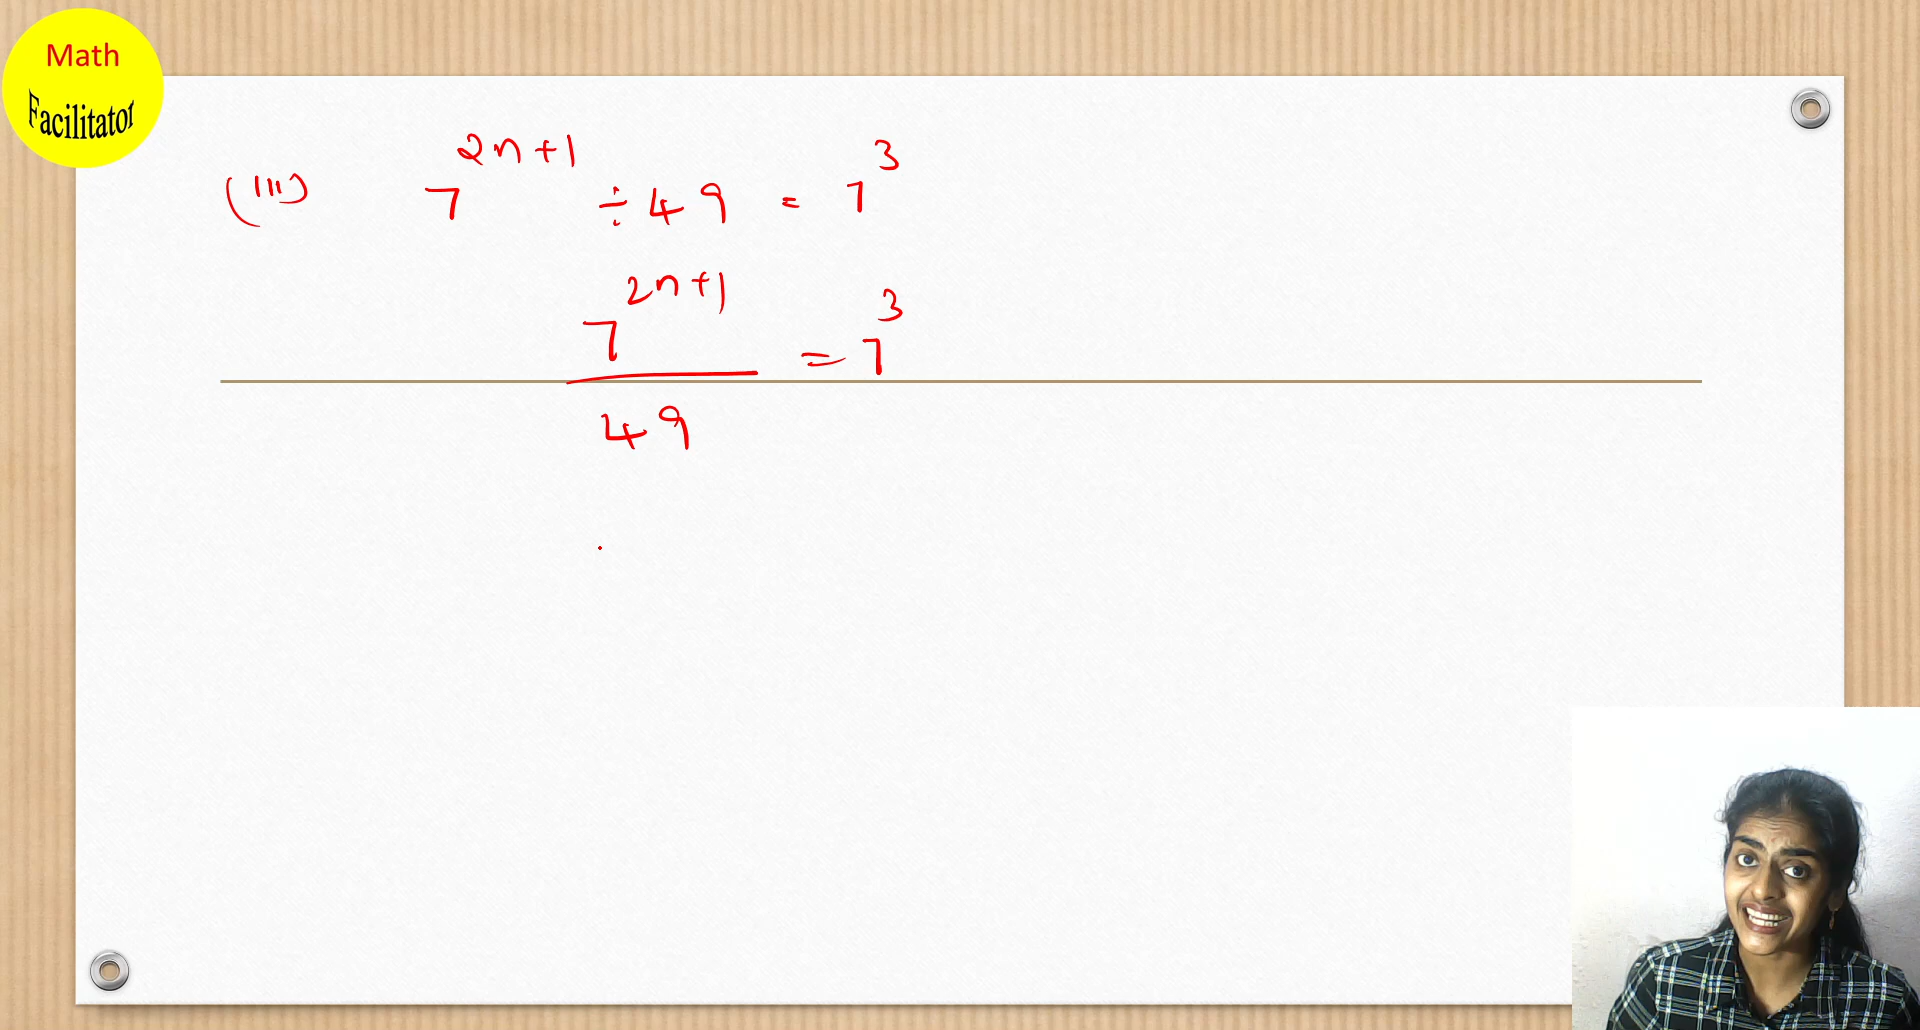 Math
Facilitator
(III) 7^{2n+1} ÷ 49 = 7^3
7^{2n+1} / 49 = 7^3